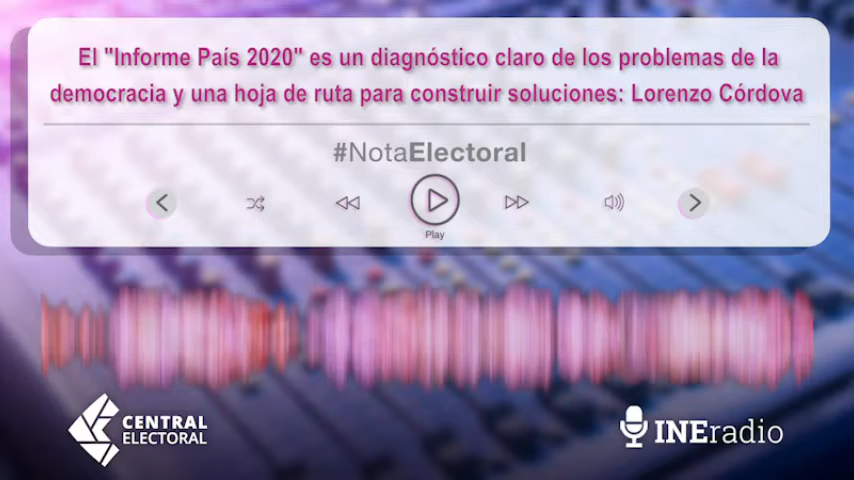 El "Informe País 2020" es un diagnóstico claro de los problemas de la
democracia y una hoja de ruta para construir soluciones: Lorenzo Córdova
#NotaElectoral
Play
CENTRAL
ELECTORAL
INEradio